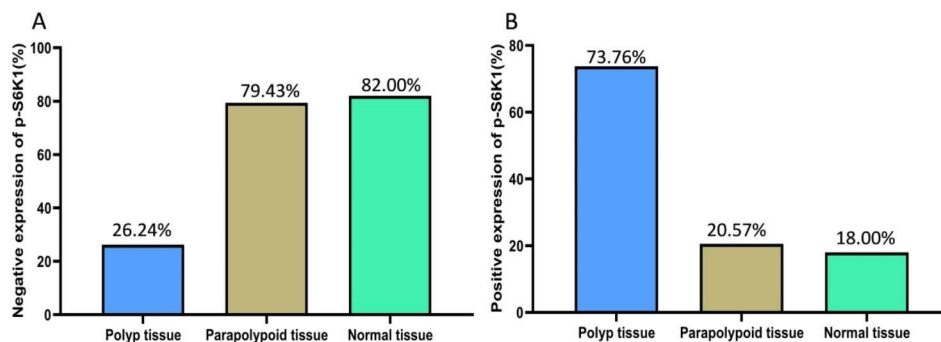 A
Negative expression of p-S6K1(%)
100
80
60
40
20
0
26.24%
79.43%
82.00%
Polyp tissue
Parapolypoid tissue
Normal tissue
B
Positive expression of p-S6K1(%)
80
60
40
20
0
73.76%
20.57%
18.00%
Polyp tissue
Parapolypoid tissue
Normal tissue